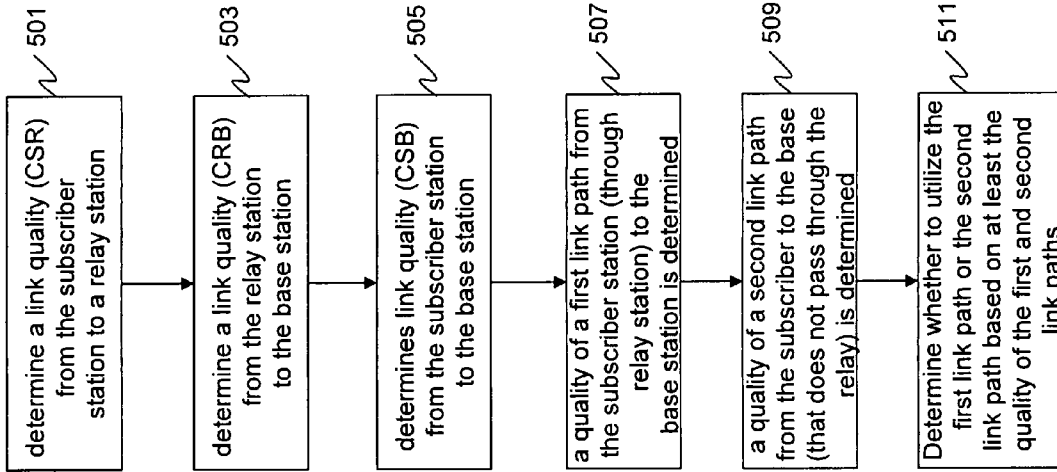 determine a link quality (CSR)
from the subscriber
station to a relay station
501
determine a link quality (CRB)
from the relay station
to the base station
503
determines link quality (CSB)
from the subscriber station
to the base station
505
a quality of a first link path from
the subscriber station (through
relay station) to the
base station is determined
507
a quality of a second link path
from the subscriber to the base
(that does not pass through the
relay) is determined
509
Determine whether to utilize the
first link path or the second
link path based on at least the
quality of the first and second
link paths
511